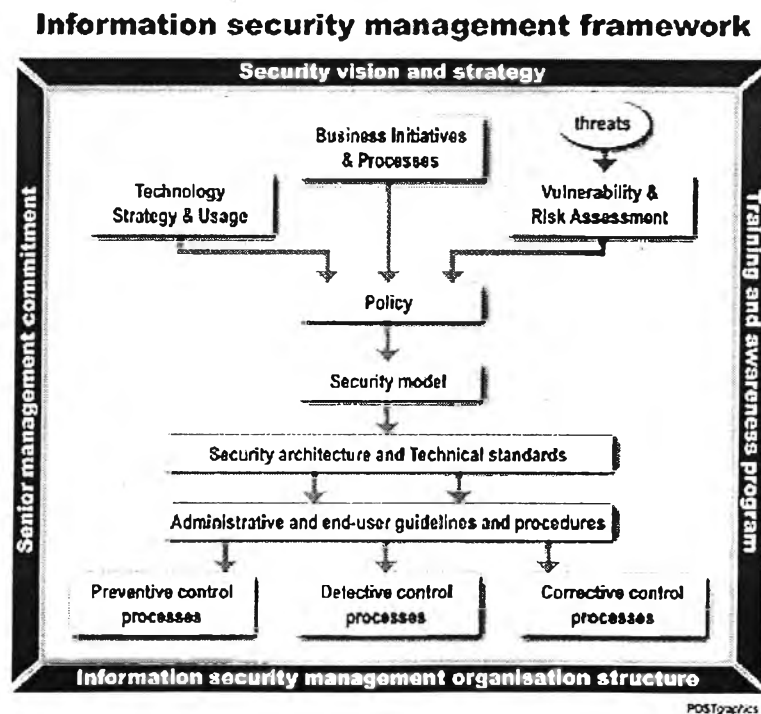 Information security management framework
Security vision and strategy
threats
Business Initiatives
& Processes
Technology
Strategy & Usage
Vulnerability &
Risk Assessment
Senior management commitment
Training and awareness program
Policy
Security model
Security architecture and Technical standards
Administrative and end-user guidelines and procedures
Preventive control
processes
Detective control
processes
Corrective control
processes
Information security management organisation structure
POSTgraphics